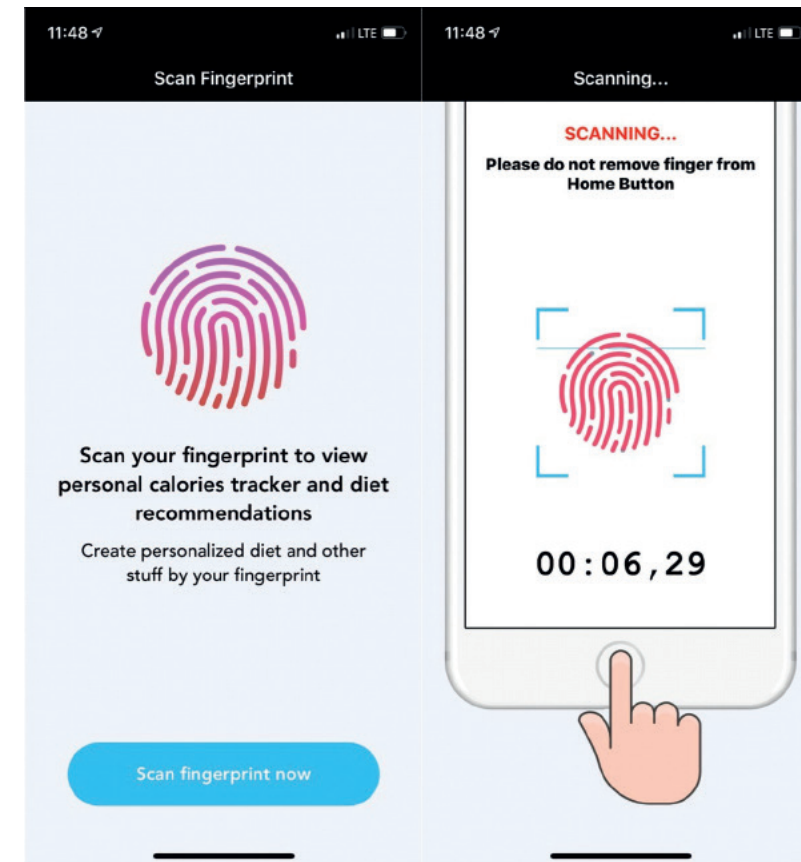 11:48
LTE
Scan Fingerprint
Scan your fingerprint to view
personal calories tracker and diet
recommendations
Create personalized diet and other
stuff by your fingerprint
Scan fingerprint now
11:48
LTE
Scanning...
SCANNING...
Please do not remove finger from
Home Button
00:06,29